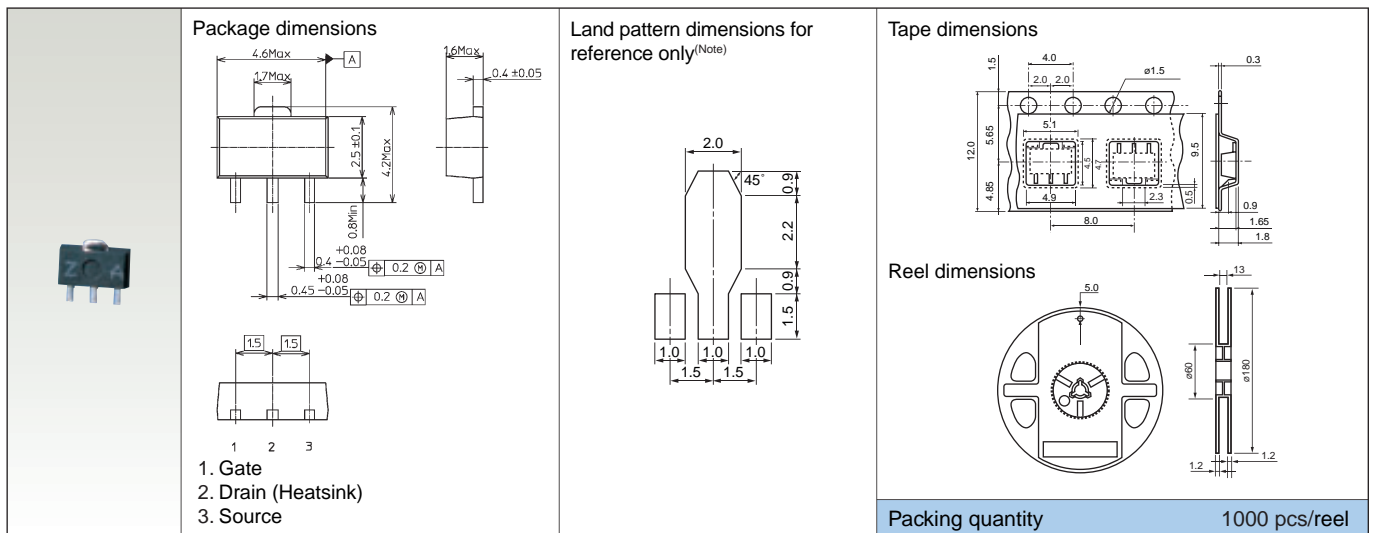 Package dimensions
4.6Max
A
1.7Max
2.5 ±0.1
4.2Max
0.8Min
+0.08
0.4 -0.05
⌖ 0.2 Ⓜ A
+0.08
0.45 -0.05
⌖ 0.2 Ⓜ A
1.6Max
0.4 ±0.05
1.5
1.5
1
2
3
1. Gate
2. Drain (Heatsink)
3. Source
Z
4
Land pattern dimensions for
reference only(Note)
2.0
45°
0.9
2.2
0.9
1.5
1.0
1.0
1.0
1.5
1.5
Tape dimensions
1.5
4.0
2.0
2.0
ø1.5
0.3
12.0
5.65
4.85
5.1
4.5
4.7
9.5
4.9
2.3
0.5
8.0
0.9
1.65
1.8
Reel dimensions
5.0
13
ø60
ø180
1.2
1.2
Packing quantity 1000 pcs/reel